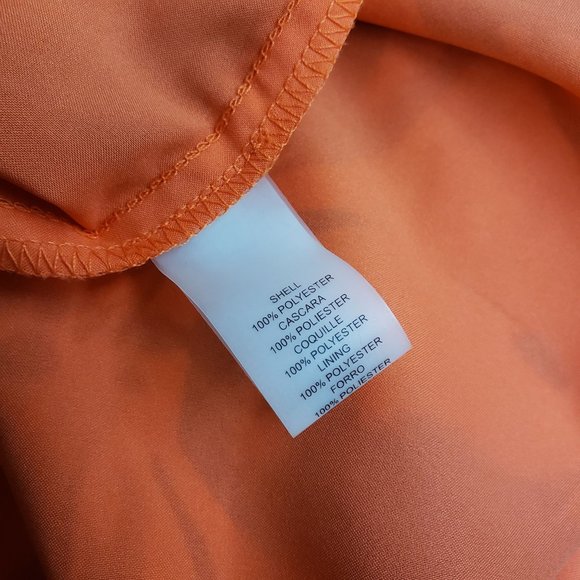 SHELL
100% POLYESTER
CASCARA
100% POLIESTER
COQUILLE
100% POLYESTER
LINING
100% POLYESTER
FORRO
100% POLIESTER